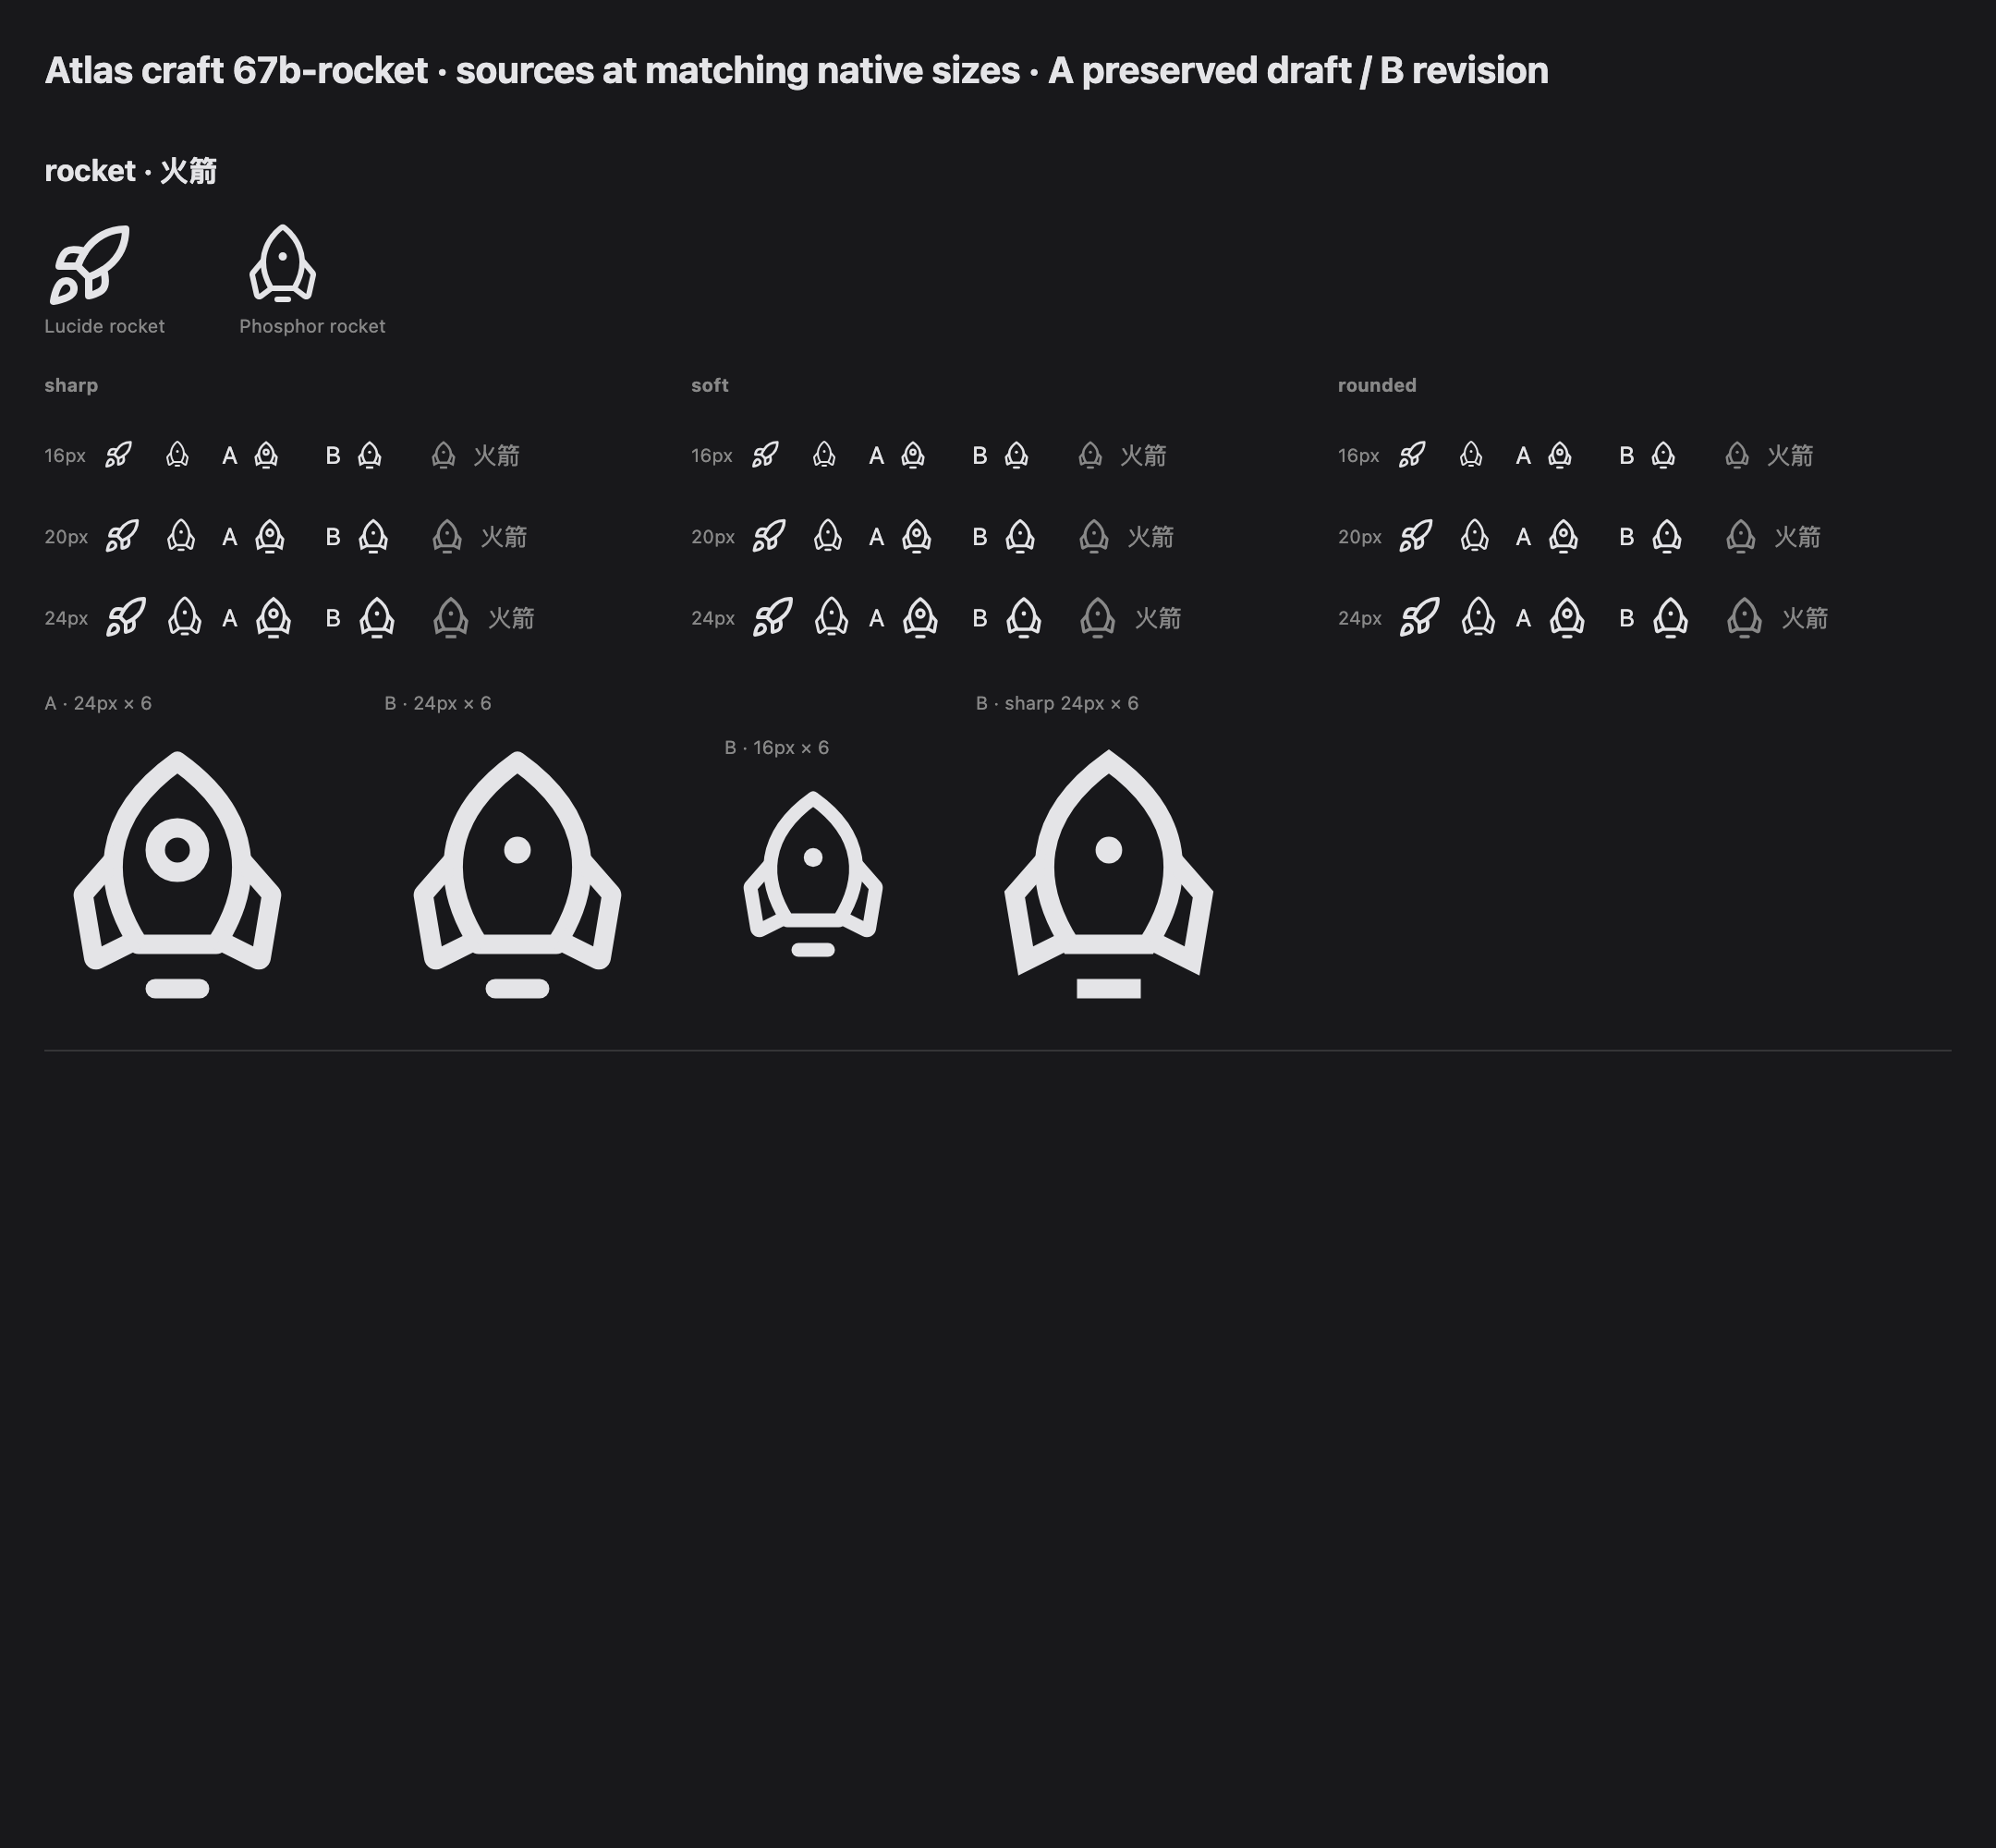 Atlas craft 67b-rocket · sources at matching native sizes · A preserved draft / B revision
rocket · 火箭
Lucide rocket
Phosphor rocket
sharp
soft
rounded
16px A B 火箭
16px A B 火箭
16px A B 火箭
20px A B 火箭
20px A B 火箭
20px A B 火箭
24px A B 火箭
24px A B 火箭
24px A B 火箭
A · 24px × 6
B · 24px × 6
B · 16px × 6
B · sharp 24px × 6